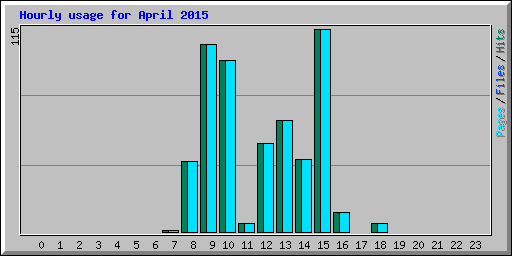 Hourly usage for April 2015
115
Pages/Files/Hits
0 1 2 3 4 5 6 7 8 9 10 11 12 13 14 15 16 17 18 19 20 21 22 23